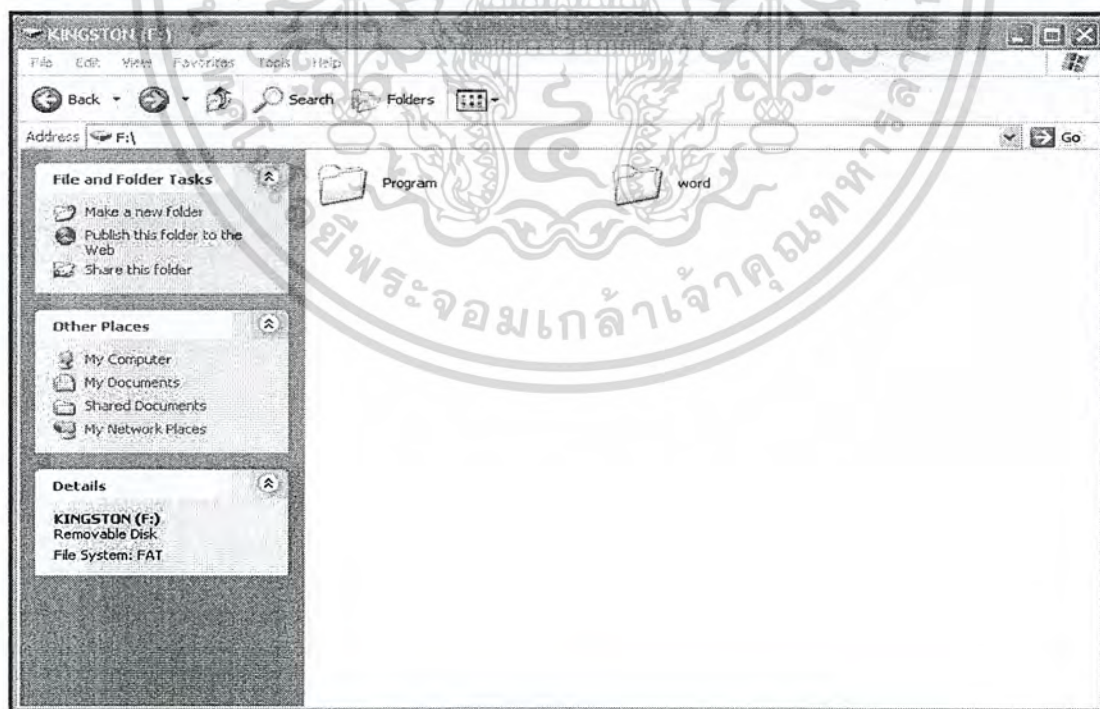 KINGSTON (F:)
File Edit View Favorites Tools Help
Back Search Folders
Address F:\ Go
File and Folder Tasks
Make a new folder
Publish this folder to the
Web
Share this folder
Other Places
My Computer
My Documents
Shared Documents
My Network Places
Details
KINGSTON (F:)
Removable Disk
File System: FAT
Program
word
พระจอมเกล้าเจ้าคุณทหาร